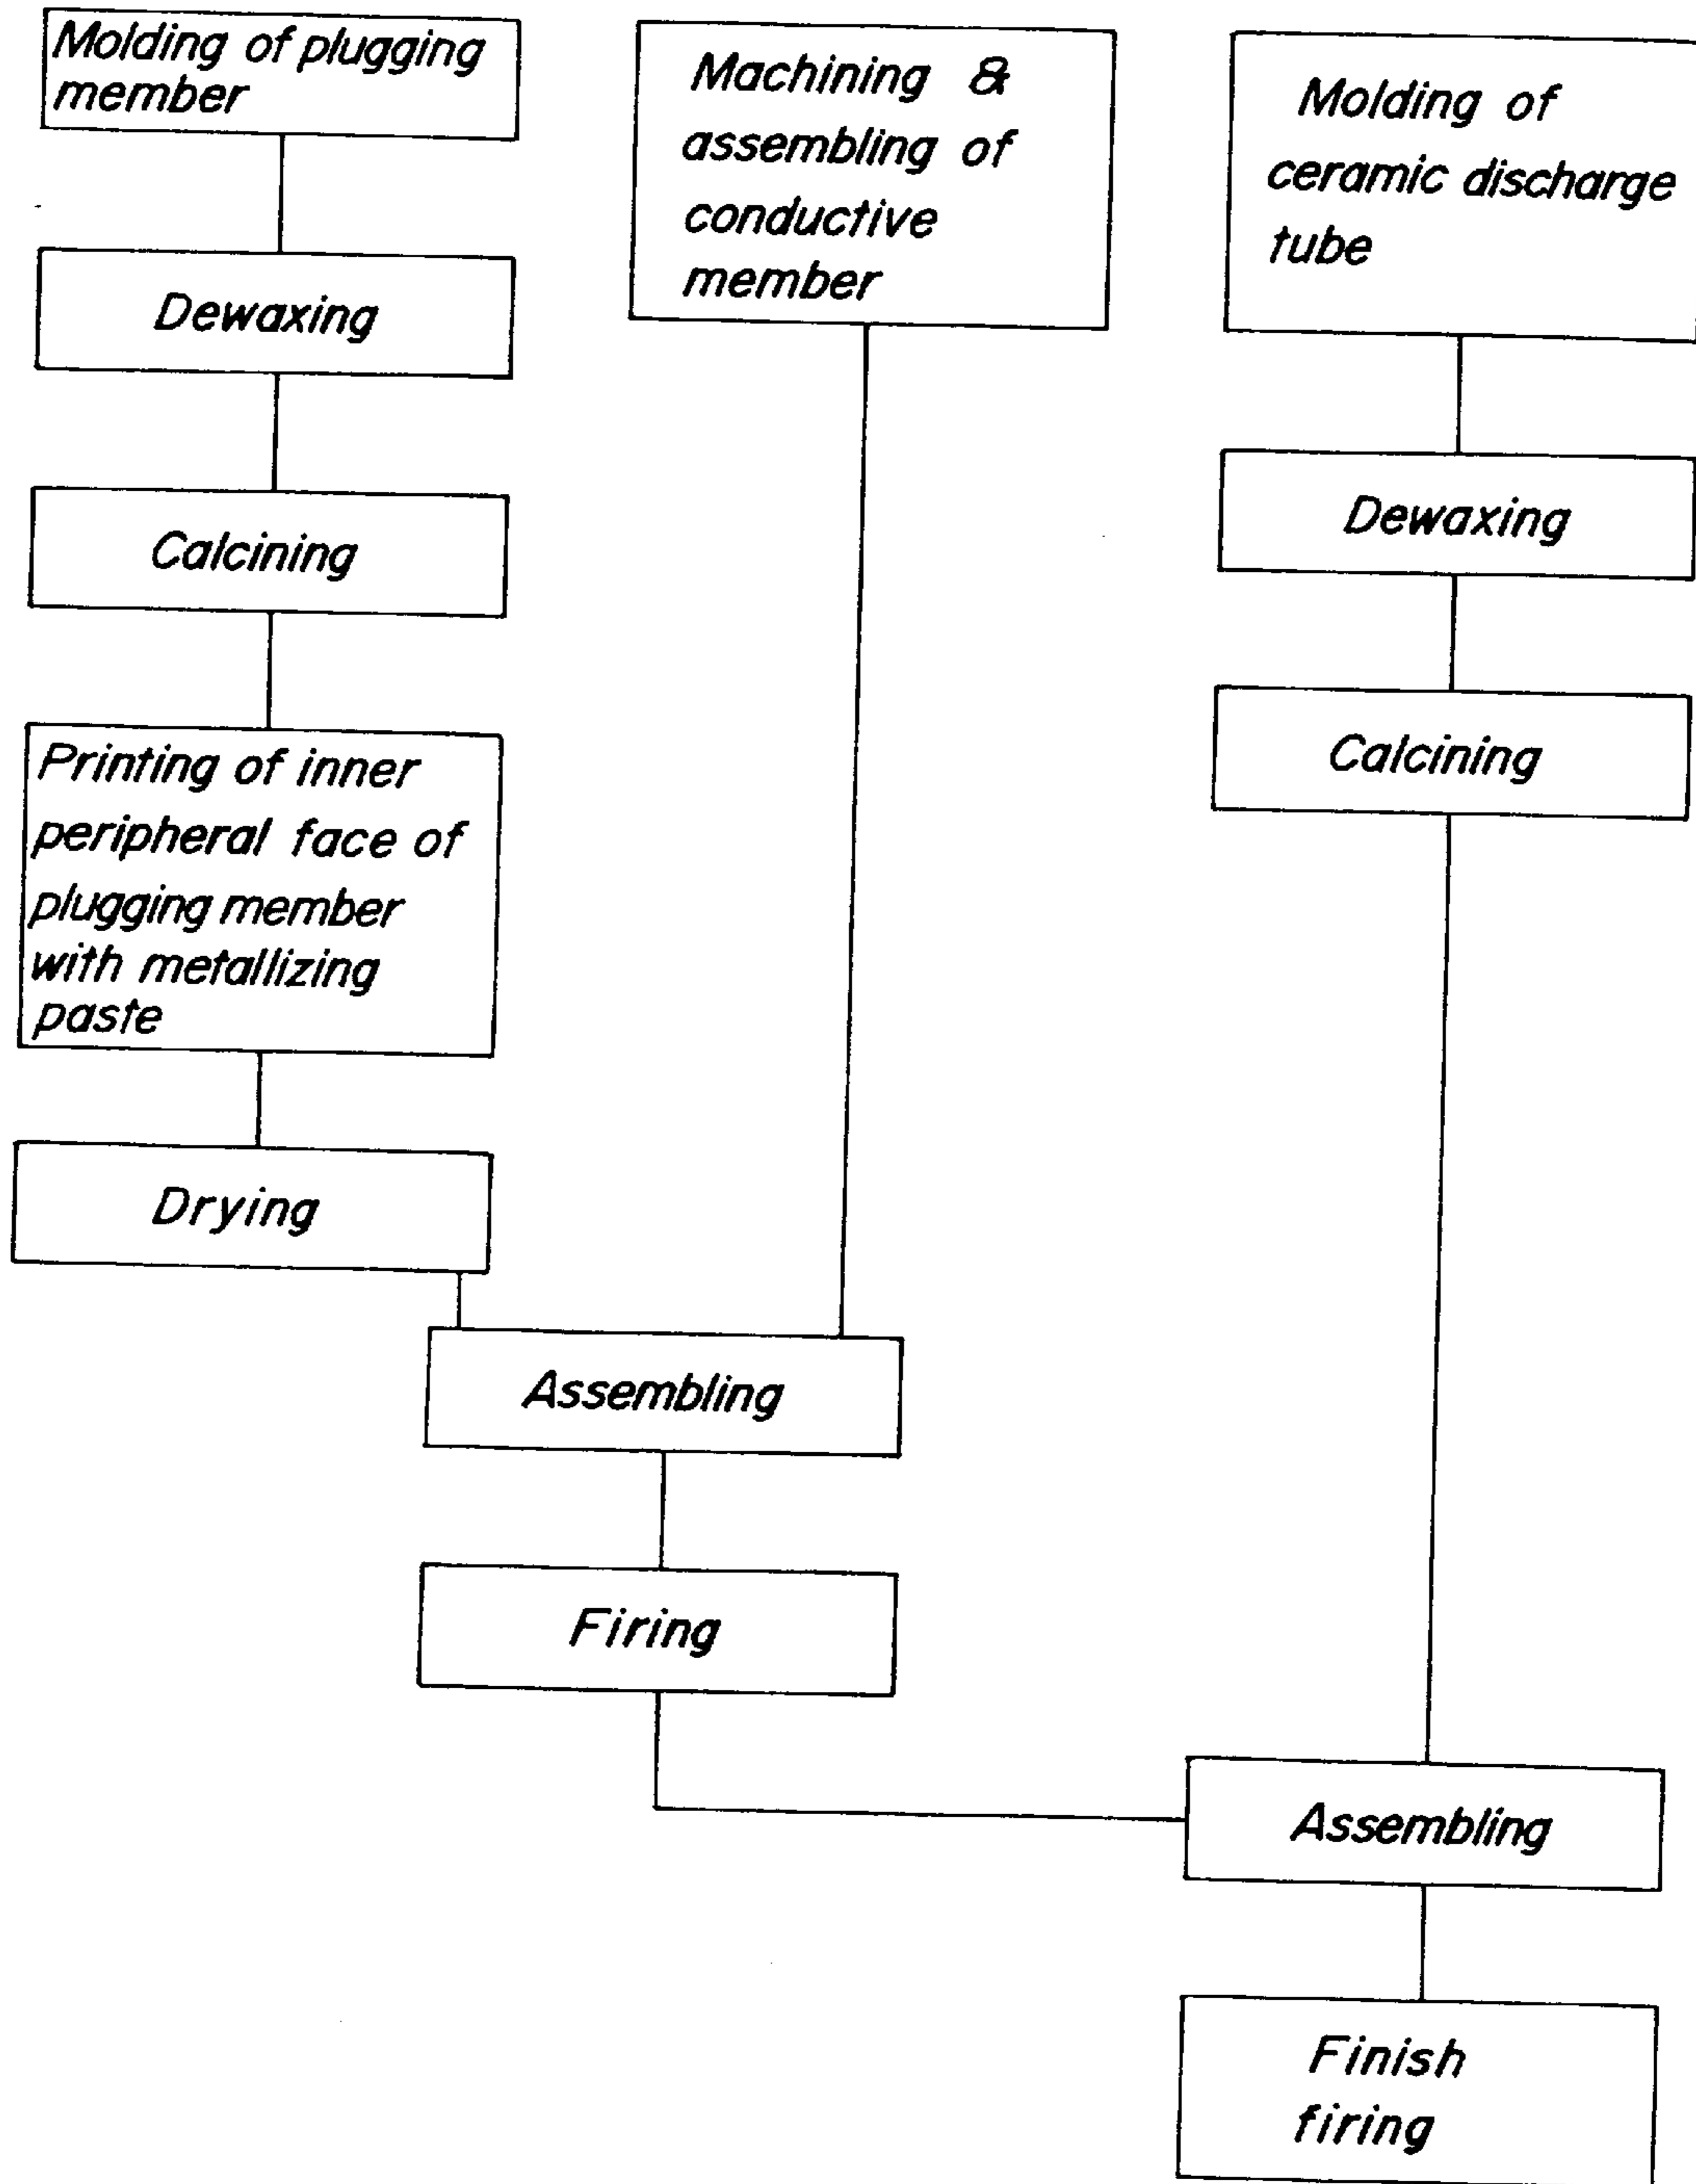 Molding of plugging
member
Dewaxing
Calcining
Printing of inner
peripheral face of
plugging member
with metallizing
paste
Drying
Machining &
assembling of
conductive
member
Assembling
Firing
Molding of
ceramic discharge
tube
Dewaxing
Calcining
Assembling
Finish
firing